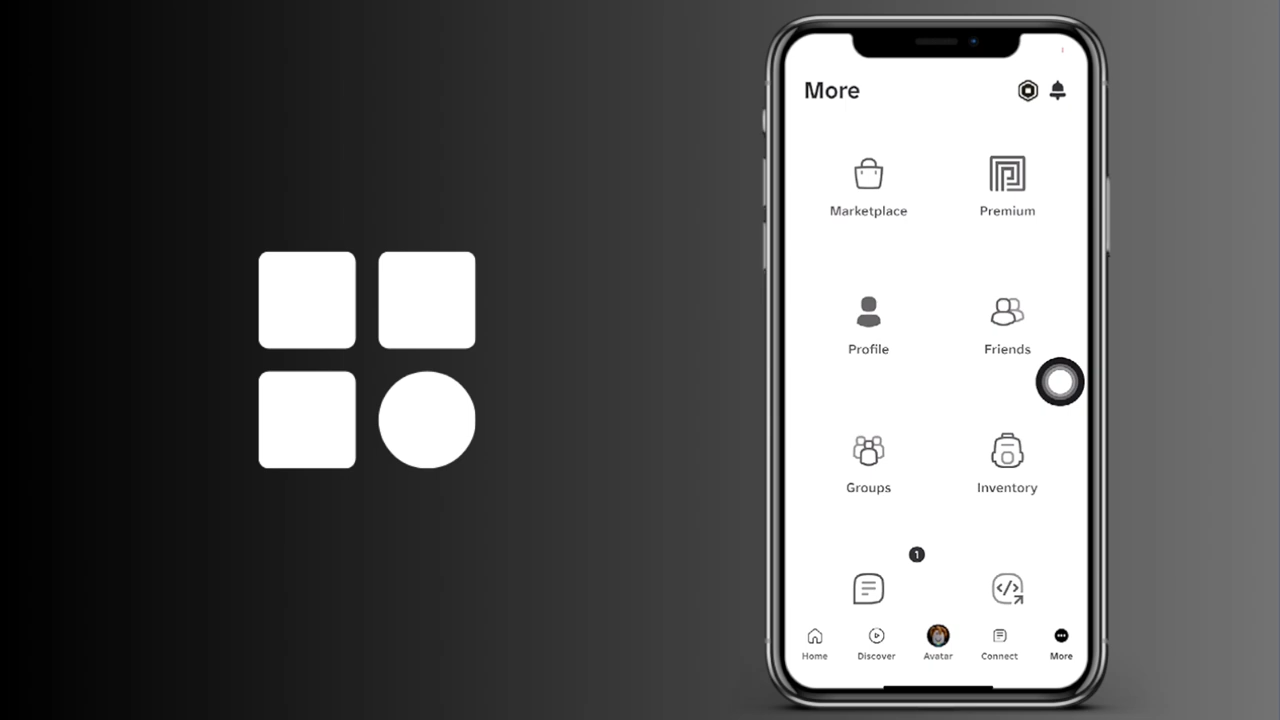 More
Marketplace Premium
Profile Friends
Groups Inventory
1
Home Discover Avatar Connect More